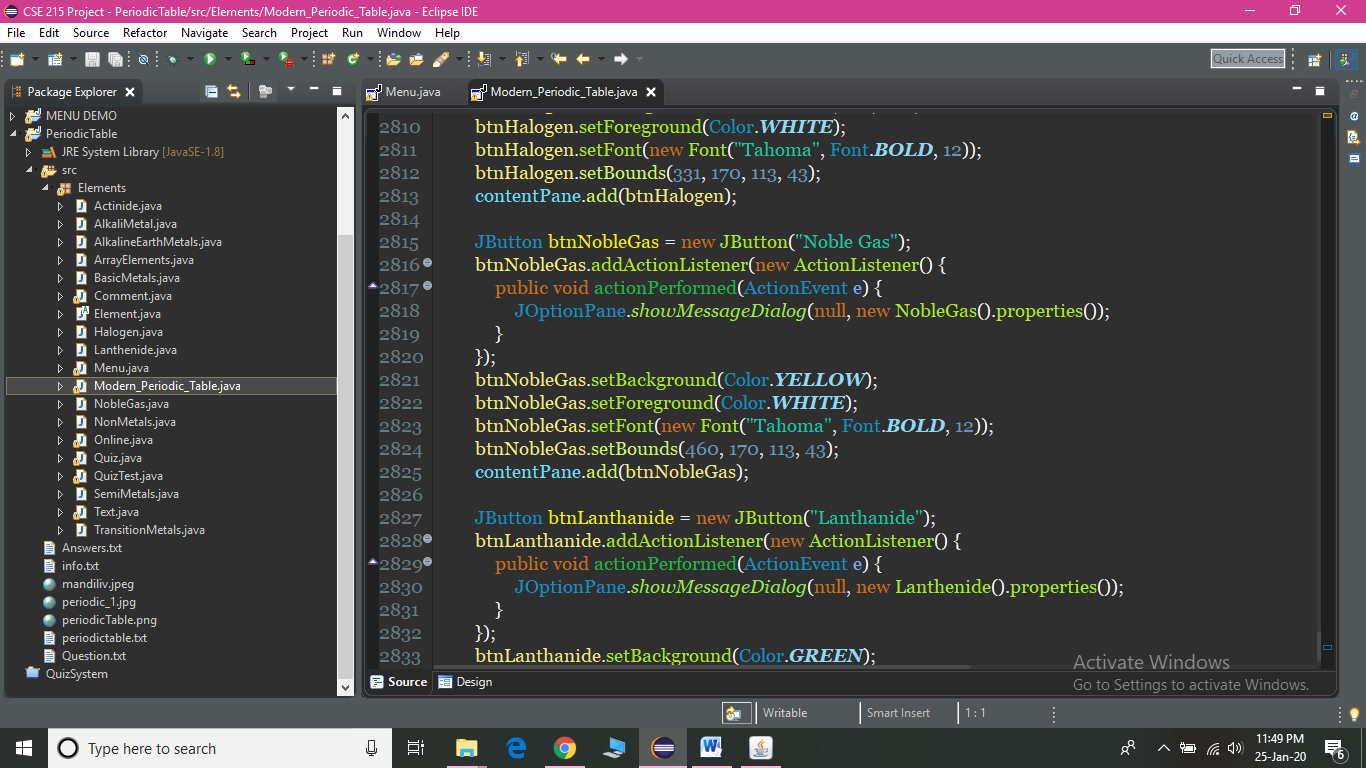 CSE 215 Project - PeriodicTable/src/Elements/Modern_Periodic_Table.java - Eclipse IDE
File Edit Source Refactor Navigate Search Project Run Window Help
Quick Access
Package Explorer
MENU DEMO
PeriodicTable
JRE System Library [JavaSE-1.8]
src
Elements
Actinide.java
AlkaliMetal.java
AlkalineEarthMetals.java
ArrayElements.java
BasicMetals.java
Comment.java
Element.java
Halogen.java
Lanthenide.java
Menu.java
Modern_Periodic_Table.java
NobleGas.java
NonMetals.java
Online.java
Quiz.java
QuizTest.java
SemiMetals.java
Text.java
TransitionMetals.java
Answers.txt
info.txt
mandiliv.jpeg
periodic_1.jpg
periodicTable.png
periodictable.txt
Question.txt
QuizSystem
Menu.java Modern_Periodic_Table.java
2810 btnHalogen.setForeground(Color.WHITE);
2811 btnHalogen.setFont(new Font("Tahoma", Font.BOLD, 12));
2812 btnHalogen.setBounds(331, 170, 113, 43);
2813 contentPane.add(btnHalogen);
2814
2815 JButton btnNobleGas = new JButton("Noble Gas");
2816 btnNobleGas.addActionListener(new ActionListener() {
2817 public void actionPerformed(ActionEvent e) {
2818 JOptionPane.showMessageDialog(null, new NobleGas().properties());
2819 }
2820 });
2821 btnNobleGas.setBackground(Color.YELLOW);
2822 btnNobleGas.setForeground(Color.WHITE);
2823 btnNobleGas.setFont(new Font("Tahoma", Font.BOLD, 12));
2824 btnNobleGas.setBounds(460, 170, 113, 43);
2825 contentPane.add(btnNobleGas);
2826
2827 JButton btnLanthanide = new JButton("Lanthanide");
2828 btnLanthanide.addActionListener(new ActionListener() {
2829 public void actionPerformed(ActionEvent e) {
2830 JOptionPane.showMessageDialog(null, new Lanthenide().properties());
2831 }
2832 });
2833 btnLanthanide.setBackground(Color.GREEN);
Activate Windows
Go to Settings to activate Windows.
Source Design
Writable Smart Insert 1 : 1
Type here to search
11:49 PM
25-Jan-20
6